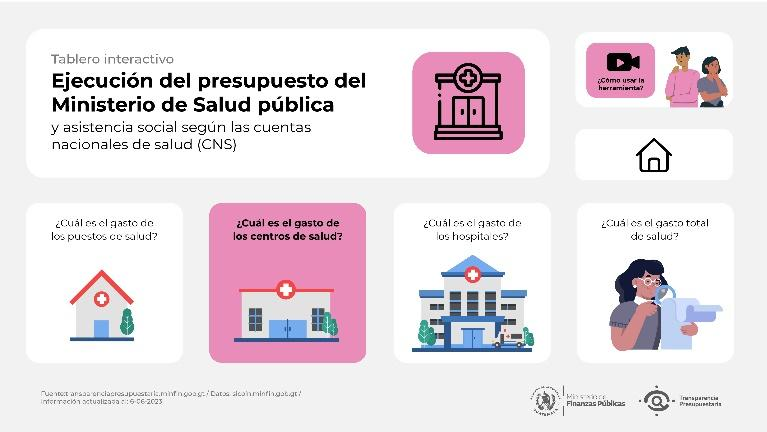 Tablero interactivo
Ejecución del presupuesto del
Ministerio de Salud pública
y asistencia social según las cuentas
nacionales de salud (CNS)
¿Cómo usar la
herramienta?
¿Cuál es el gasto de
los puestos de salud?
¿Cuál es el gasto de
los centros de salud?
¿Cuál es el gasto de
los hospitales?
¿Cuál es el gasto total
de salud?
Fuente:transparenciapresupuestaria.minfin.gob.gt / Datos: sicoin.minfin.gob.gt /
Información actualizada al: 6-06-2023
Ministerio de
Finanzas Públicas
Transparencia
Presupuestaria